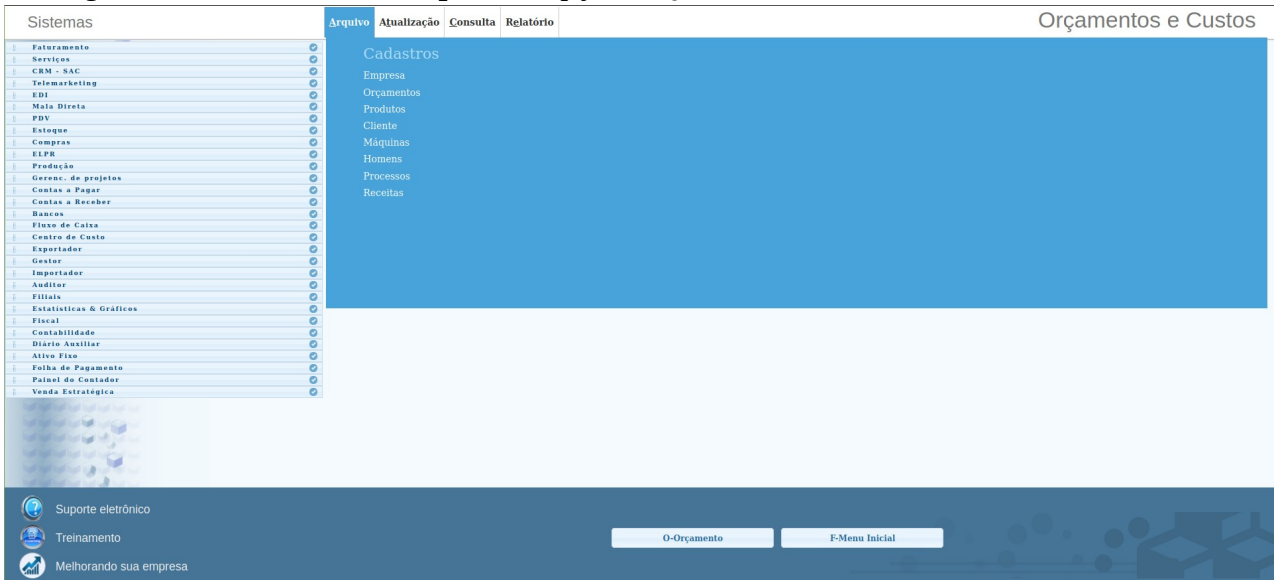 Sistemas
Arquivo Atualização Consulta Relatório
Orçamentos e Custos
Faturamento
Serviços
CRM - SAC
Telemarketing
EDI
Mala Direta
PDV
Estoque
Compras
ELPR
Produção
Gerenc. de projetos
Contas a Pagar
Contas a Receber
Bancos
Fluxo de Caixa
Centro de Custo
Exportador
Gestor
Importador
Auditor
Filiais
Estatísticas & Gráficos
Fiscal
Contabilidade
Diário Auxiliar
Ativo Fixo
Folha de Pagamento
Painel do Contador
Venda Estratégica
Cadastros
Empresa
Orçamentos
Produtos
Cliente
Máquinas
Homens
Processos
Receitas
Suporte eletrônico
Treinamento
Melhorando sua empresa
O-Orçamento
F-Menu Inicial